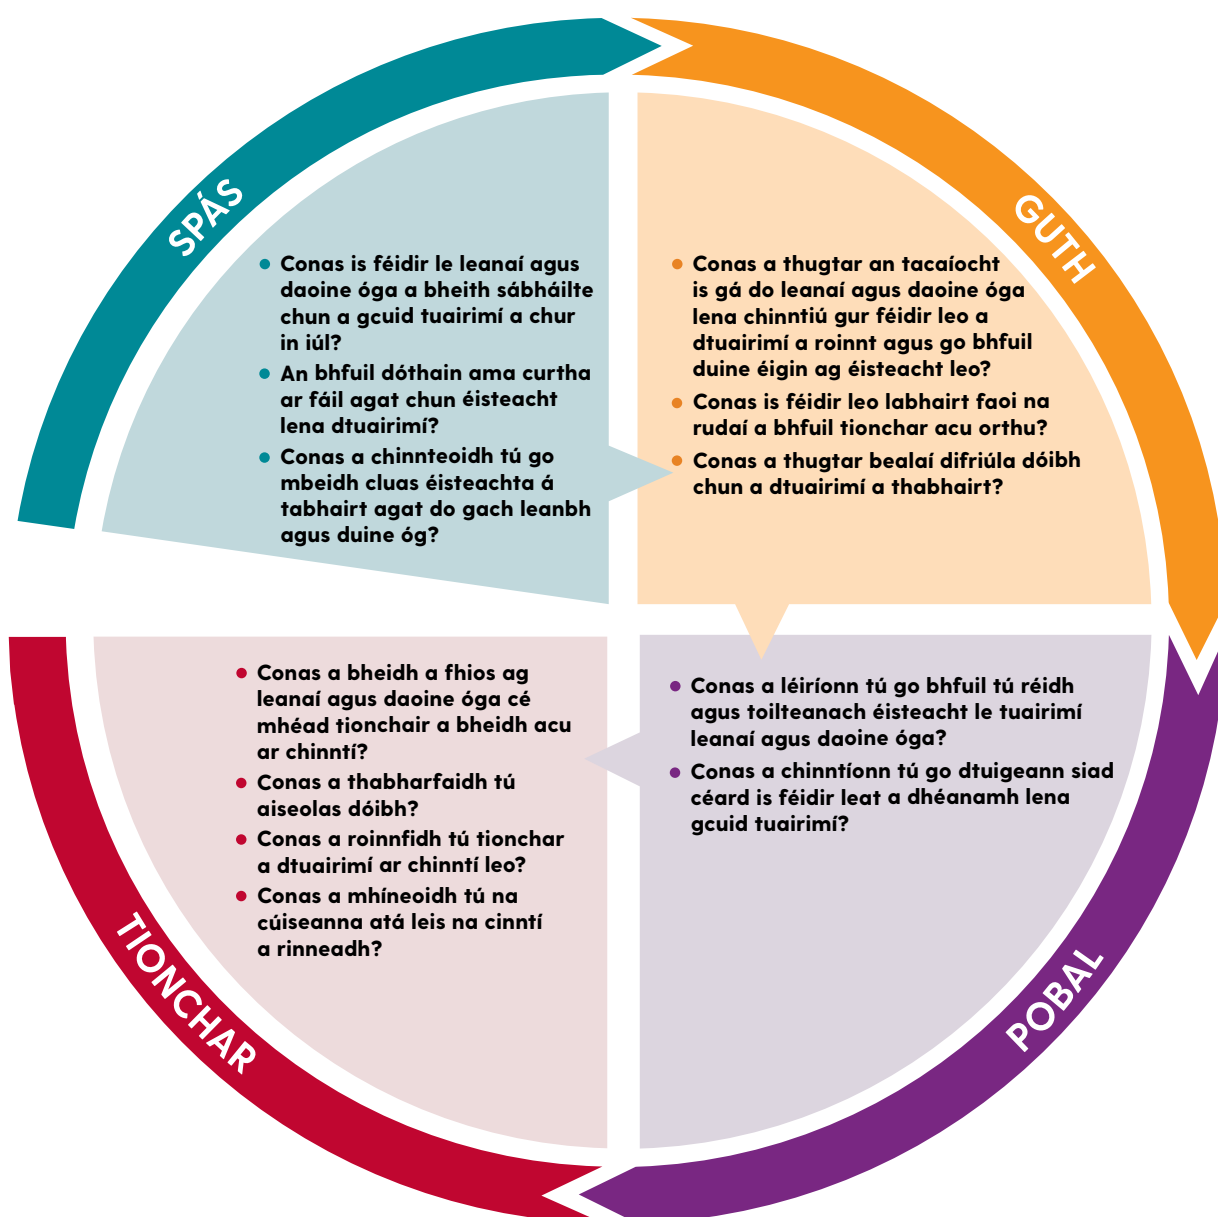 SPÁS
Conas is féidir le leanaí agus
daoine óga a bheith sábháilte
chun a gcuid tuairimí a chur
in iúl?
An bhfuil dóthain ama curtha
ar fáil agat chun éisteacht
lena dtuairimí?
Conas a chinnteoidh tú go
mbeidh cluas éisteachta á
tabhairt agat do gach leanbh
agus duine óg?
GUTH
Conas a thugtar an tacaíocht
is gá do leanaí agus daoine óga
lena chinntiú gur féidir leo a
dtuairimí a roinnt agus go bhfuil
duine éigin ag éisteacht leo?
Conas is féidir leo labhairt faoi na
rudaí a bhfuil tionchar acu orthu?
Conas a thugtar bealaí difriúla dóibh
chun a dtuairimí a thabhairt?
POBAL
Conas a léiríonn tú go bhfuil tú réidh
agus toilteanach éisteacht le tuairimí
leanaí agus daoine óga?
Conas a chinntíonn tú go dtuigeann siad
céard is féidir leat a dhéanamh lena
gcuid tuairimí?
TIONCHAR
Conas a bheidh a fhios ag
leanaí agus daoine óga cé
mhéad tionchair a bheidh acu
ar chinntí?
Conas a thabharfaidh tú
aiseolas dóibh?
Conas a roinnfidh tú tionchar
a dtuairimí ar chinntí leo?
Conas a mhíneoidh tú na
cúiseanna atá leis na cinntí
a rinneadh?